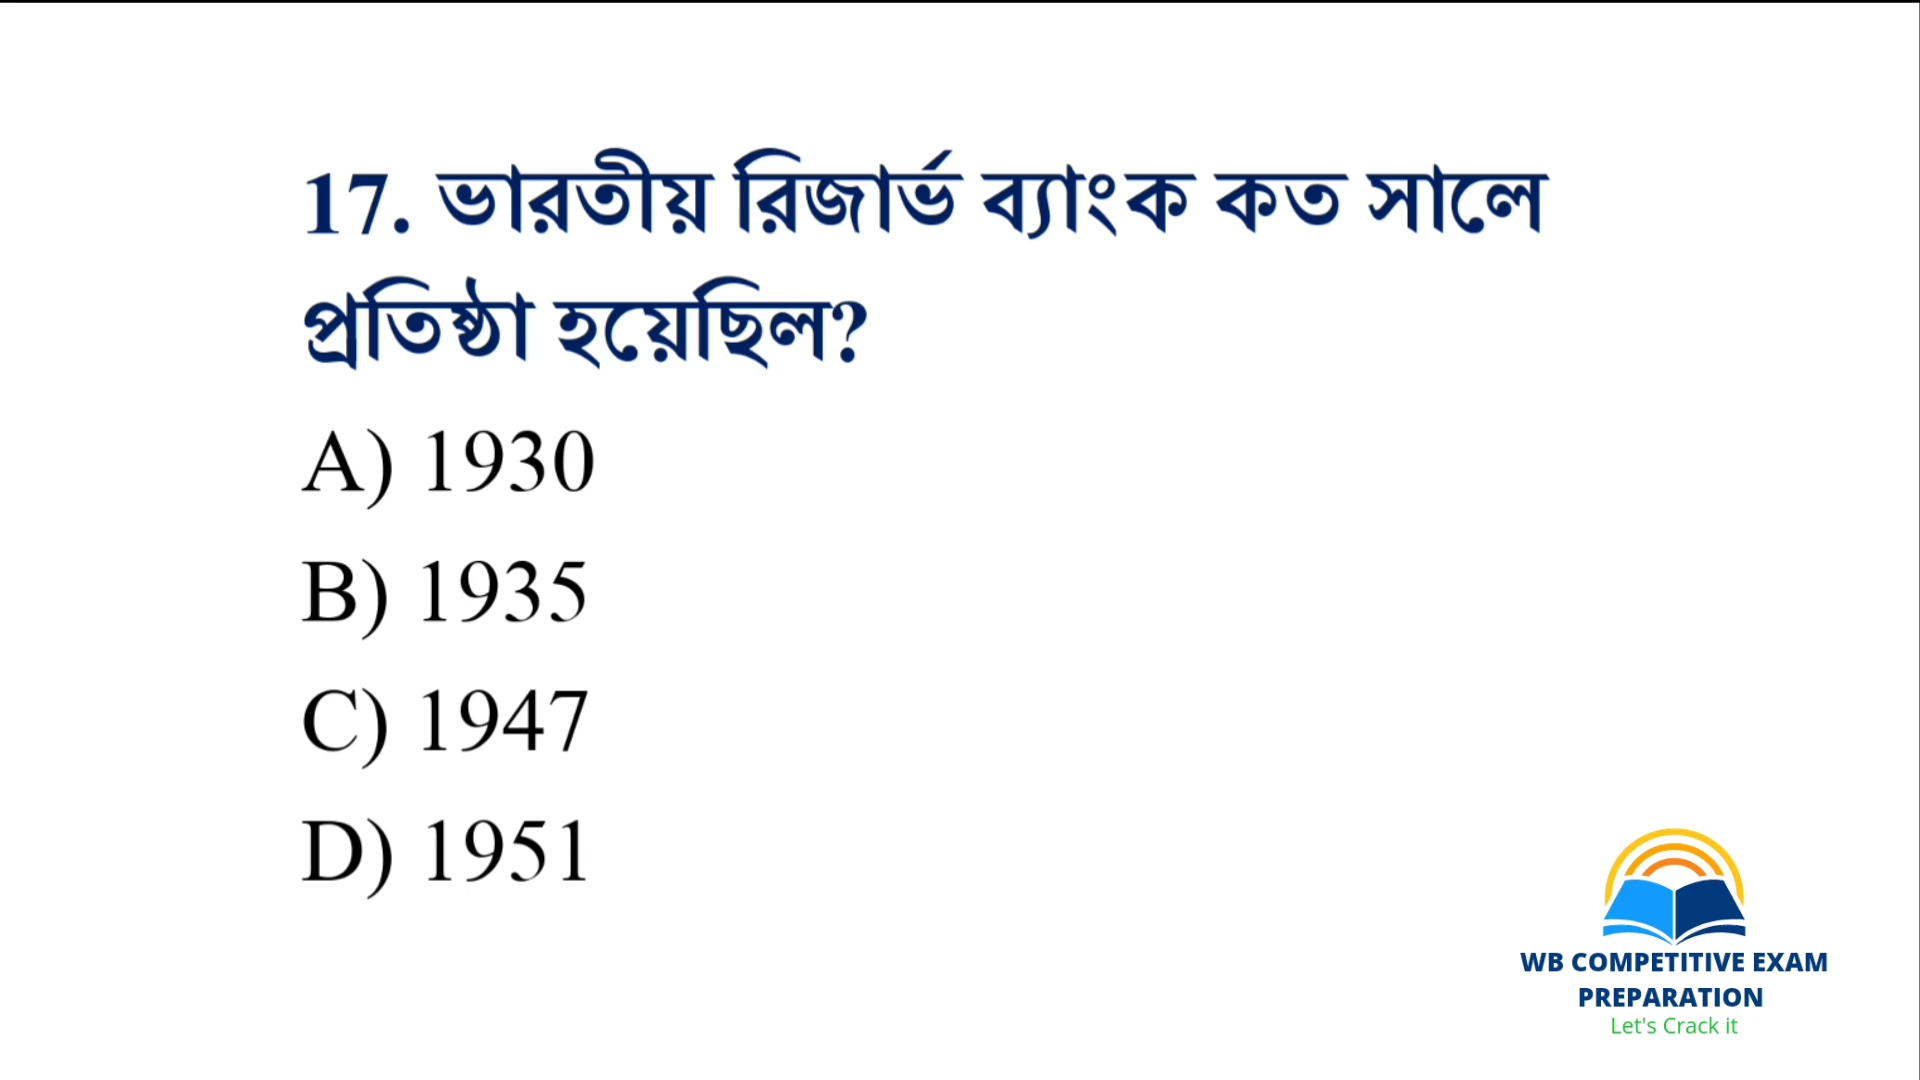 17. ভারতীয় রিজার্ভ ব্যাংক কত সালে
প্রতিষ্ঠা হয়েছিল?
A) 1930
B) 1935
C) 1947
D) 1951
WB COMPETITIVE EXAM
PREPARATION
Let's Crack it